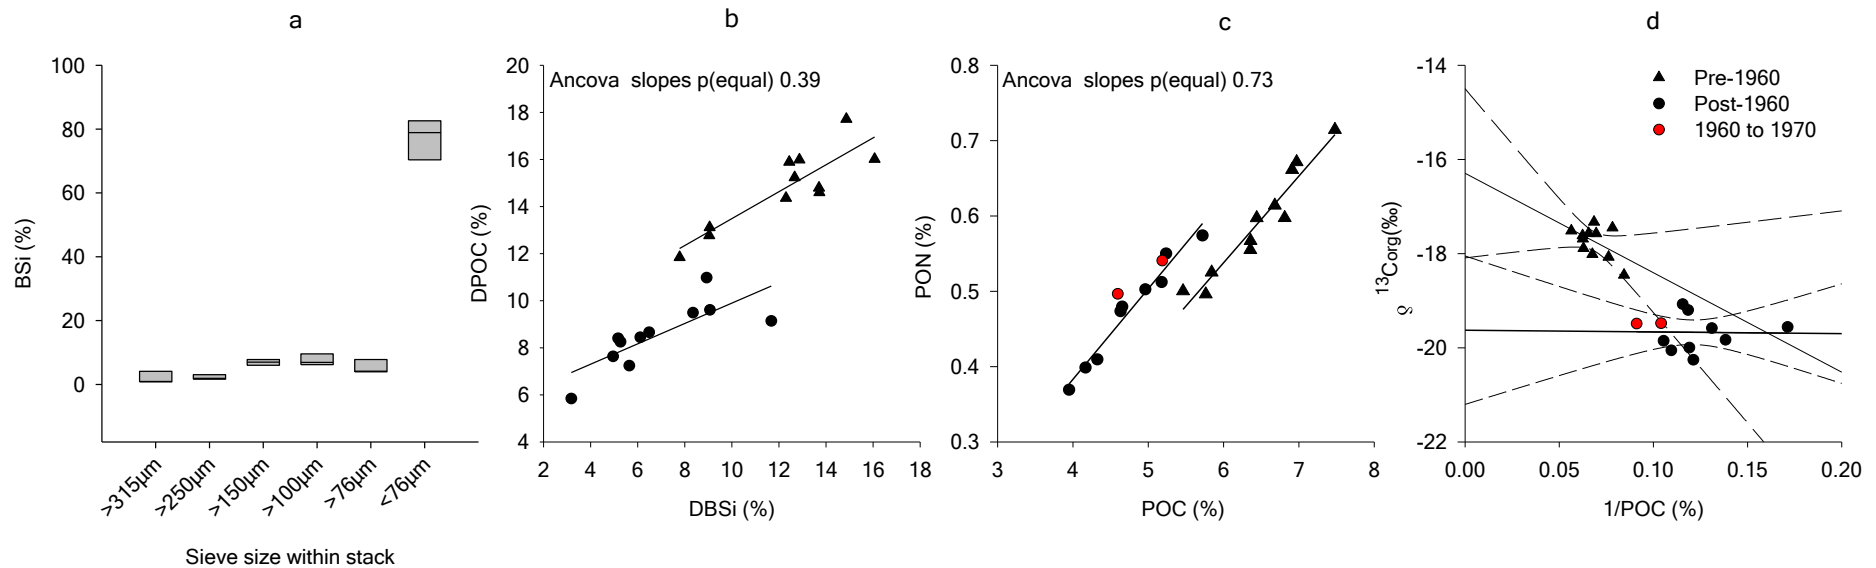 a
BSi (%)
100
80
60
40
20
0
>315µm
>250µm
>150µm
>100µm
>76µm
<76µm
Sieve size within stack
b
Ancova slopes p(equal) 0.39
DPOC (%)
20
18
16
14
12
10
8
6
4
2 4 6 8 10 12 14 16 18
DBSi (%)
c
Ancova slopes p(equal) 0.73
PON (%)
0.8
0.7
0.6
0.5
0.4
0.3
3 4 5 6 7 8
POC (%)
d
Pre-1960
Post-1960
1960 to 1970
δ 13Corg(‰)
-14
-16
-18
-20
-22
0.00 0.05 0.10 0.15 0.20
1/POC (%)